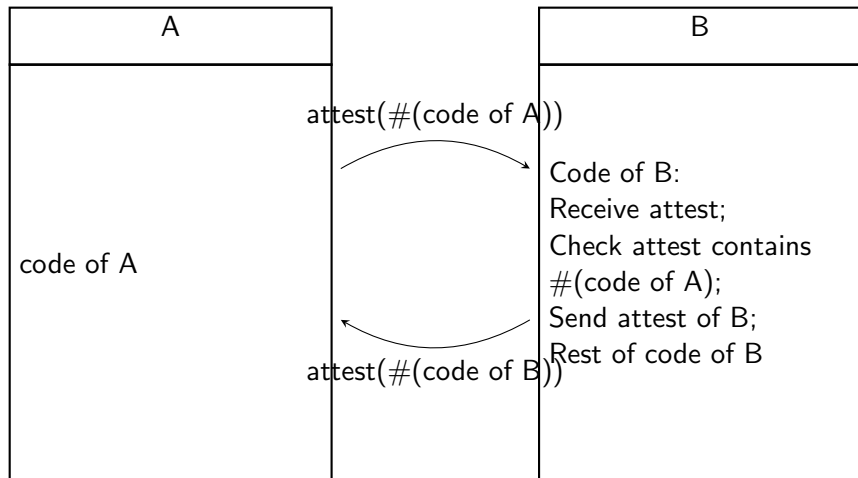 A
B
attest(#(code of A))
code of A
Code of B:
Receive attest;
Check attest contains
#(code of A);
Send attest of B;
Rest of code of B
attest(#(code of B))